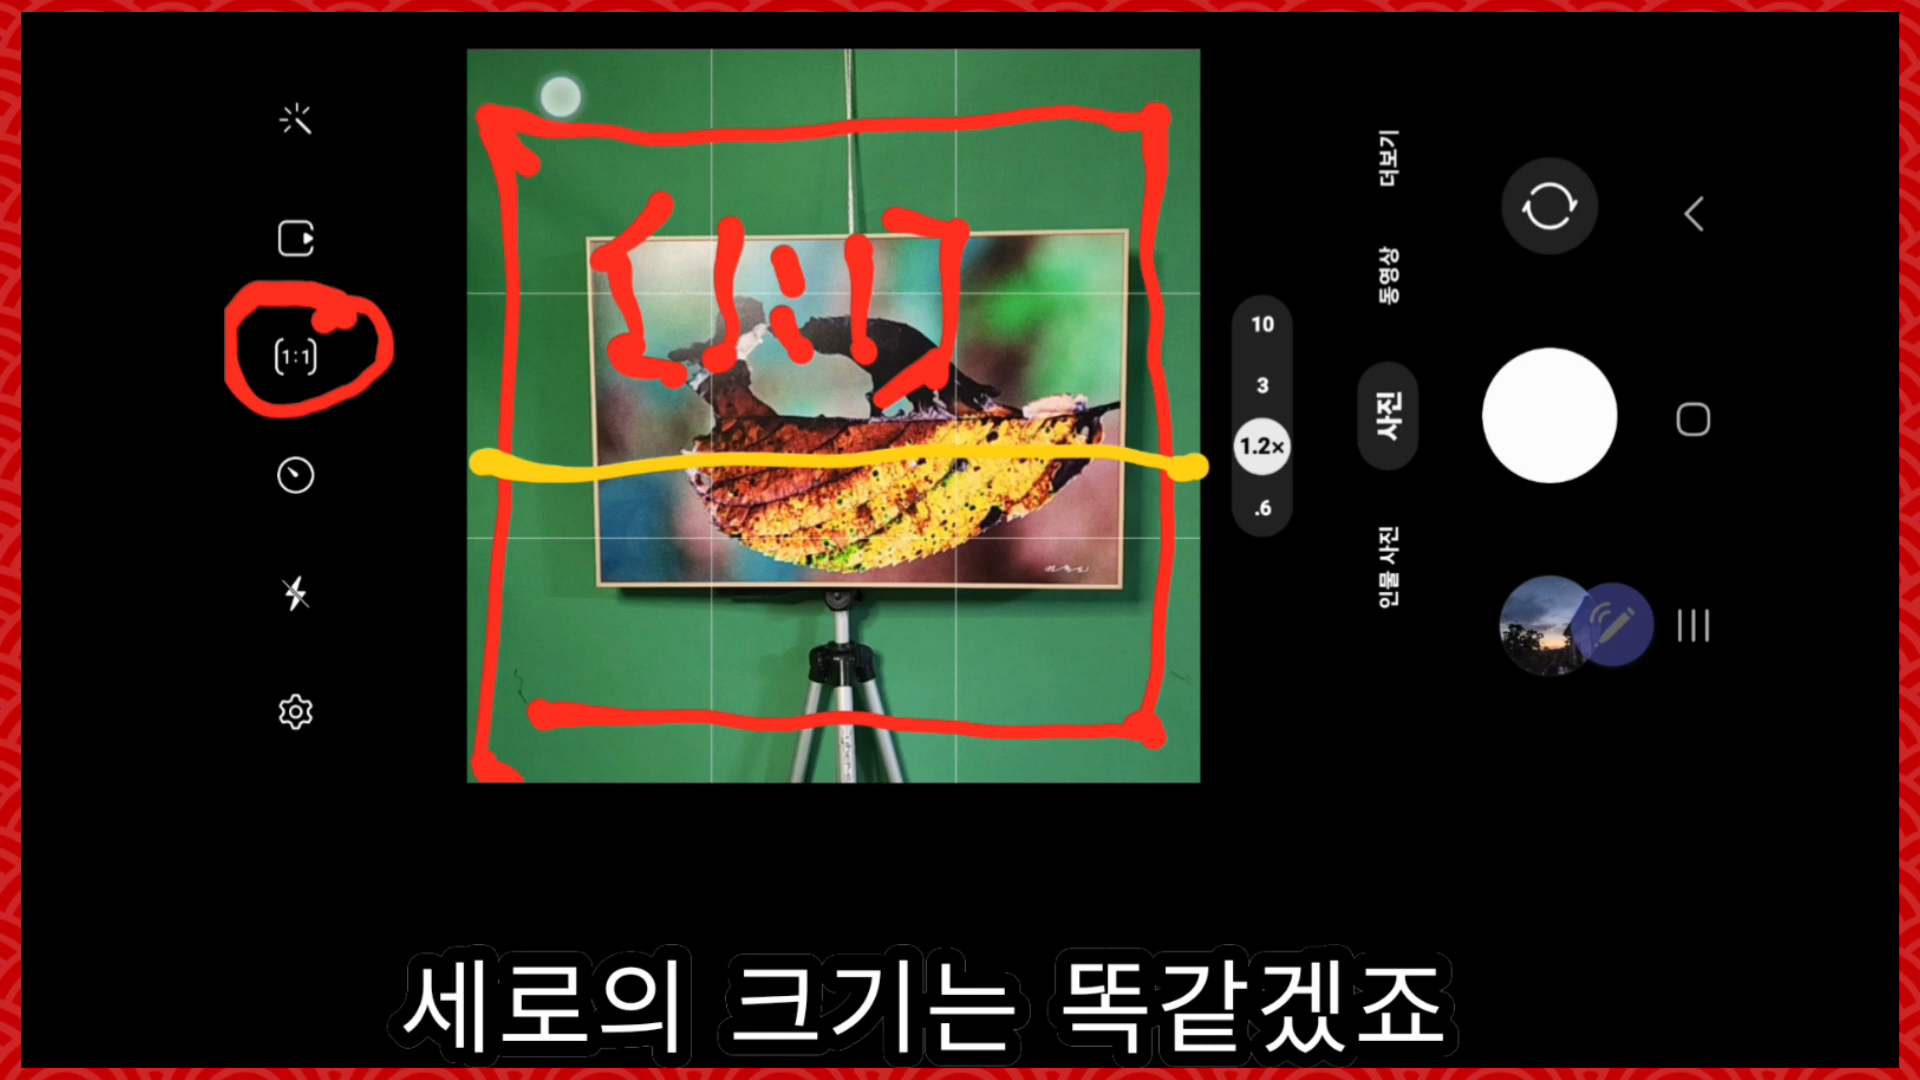 [1:1]
[1:1]
10
3
1.2×
.6
더보기
동영상
사진
인물 사진
세로의 크기는 똑같겠죠